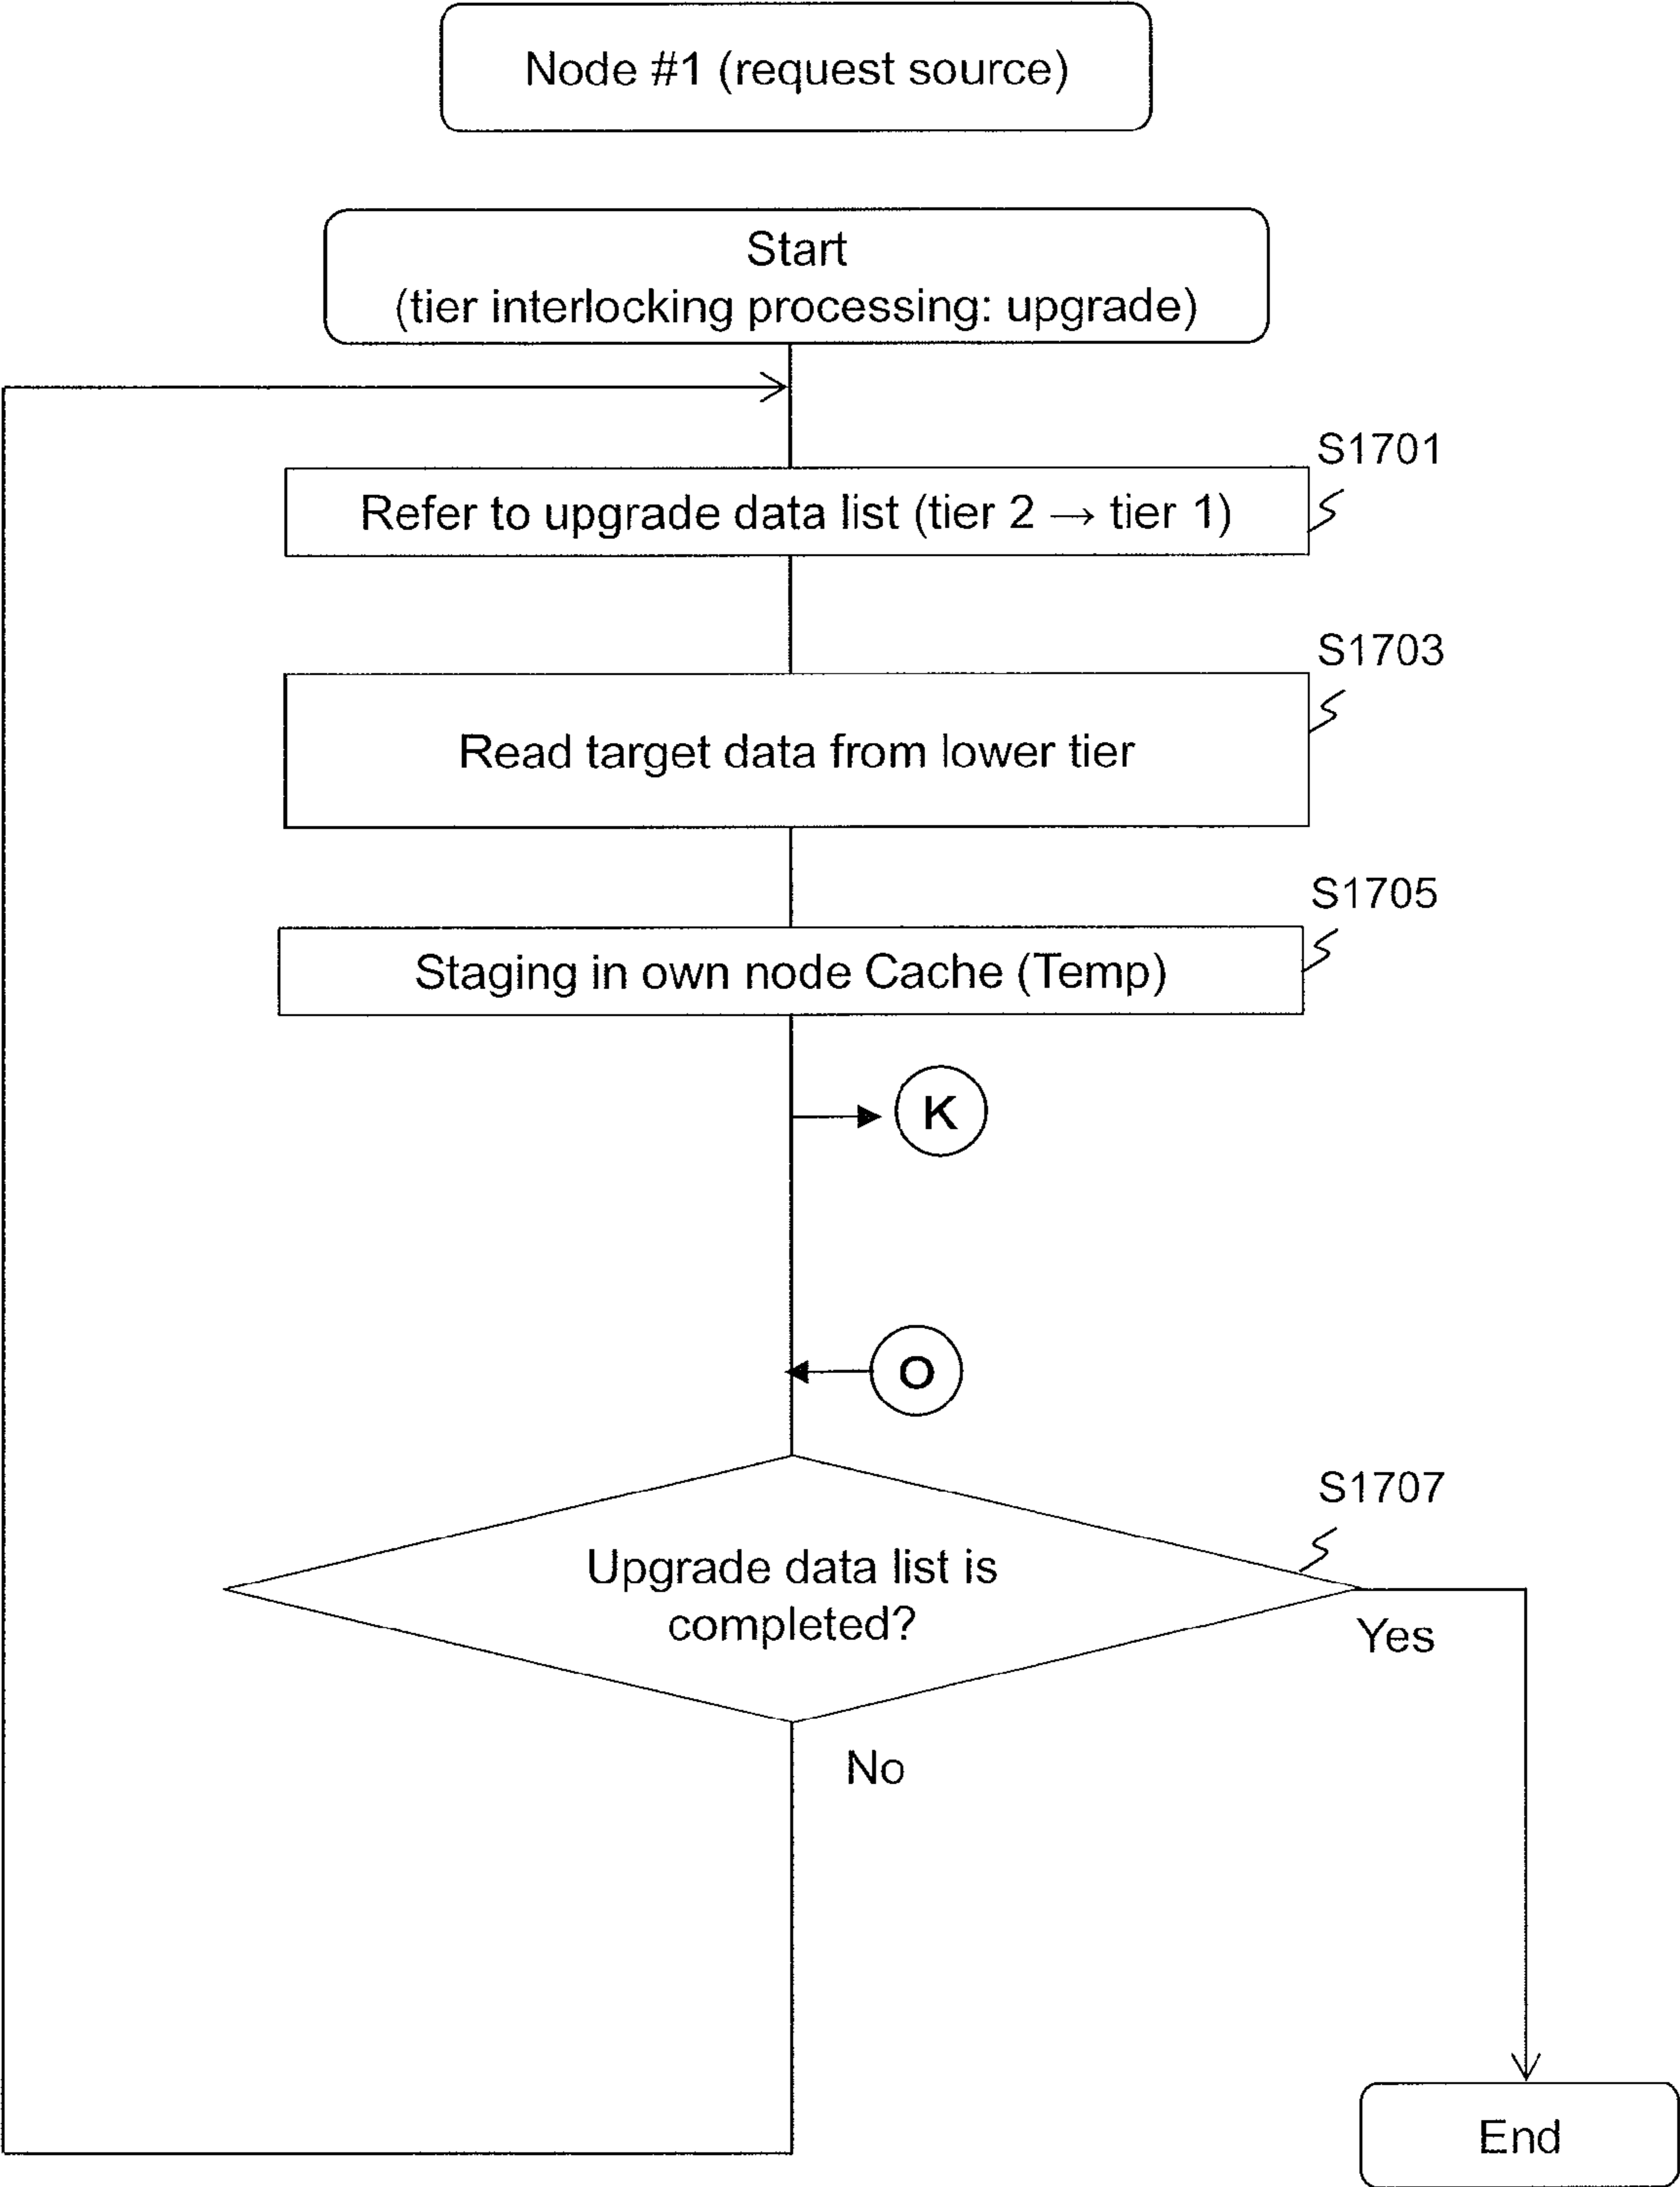 Node #1 (request source)
Start
(tier interlocking processing: upgrade)
S1701
Refer to upgrade data list (tier 2 → tier 1)
S1703
Read target data from lower tier
S1705
Staging in own node Cache (Temp)
K
O
S1707
Upgrade data list is
completed?
Yes
No
End